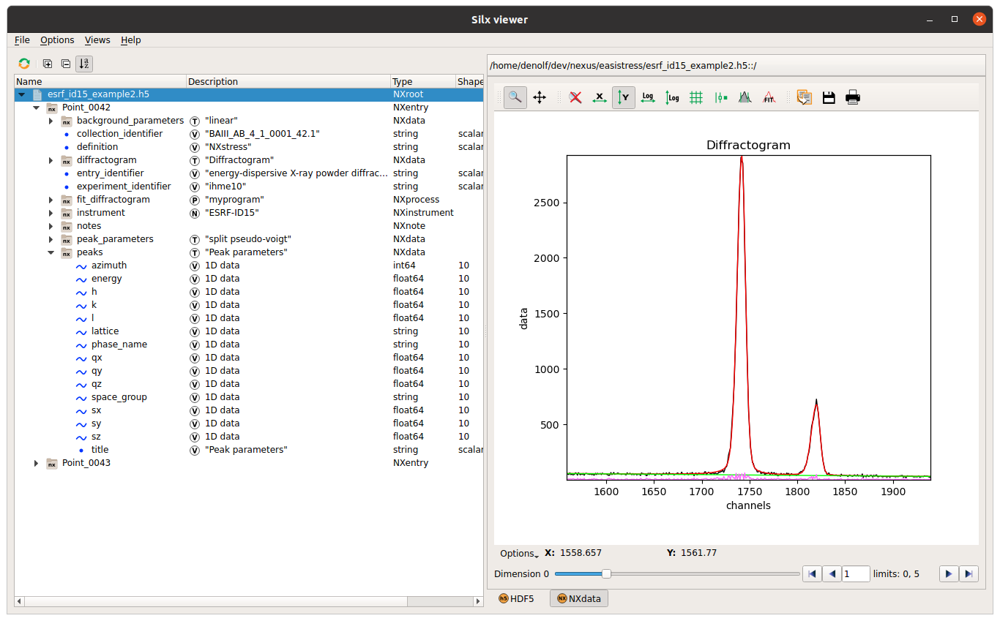 Silx viewer
File Options Views Help
/home/denolf/dev/nexus/easistress/esrf_id15_example2.h5::/
Name Description Type Shape
esrf_id15_example2.h5 NXroot
Point_0042 NXentry
background_parameters T "linear" NXdata
collection_identifier V "BAIII_AB_4_1_0001_42.1" string scalar
definition V "NXstress" string scalar
diffractogram T "Diffractogram" NXdata
entry_identifier V "energy-dispersive X-ray powder diffrac... string scalar
experiment_identifier V "ihme10" string scalar
fit_diffractogram P "myprogram" NXprocess
instrument N "ESRF-ID15" NXinstrument
notes NXnote
peak_parameters T "split pseudo-voigt" NXdata
peaks T "Peak parameters" NXdata
azimuth V 1D data int64 10
energy V 1D data float64 10
h V 1D data float64 10
k V 1D data float64 10
l V 1D data float64 10
lattice V 1D data string 10
phase_name V 1D data string 10
qx V 1D data float64 10
qy V 1D data float64 10
qz V 1D data float64 10
space_group V 1D data string 10
sx V 1D data float64 10
sy V 1D data float64 10
sz V 1D data float64 10
title V "Peak parameters" string scalar
Point_0043 NXentry
X Y Log Log FIT
Diffractogram
2500
2000
1500
1000
500
data
1600 1650 1700 1750 1800 1850 1900
channels
Options X: 1558.657 Y: 1561.77
Dimension 0 1 limits: 0, 5
h5 HDF5 NX NXdata